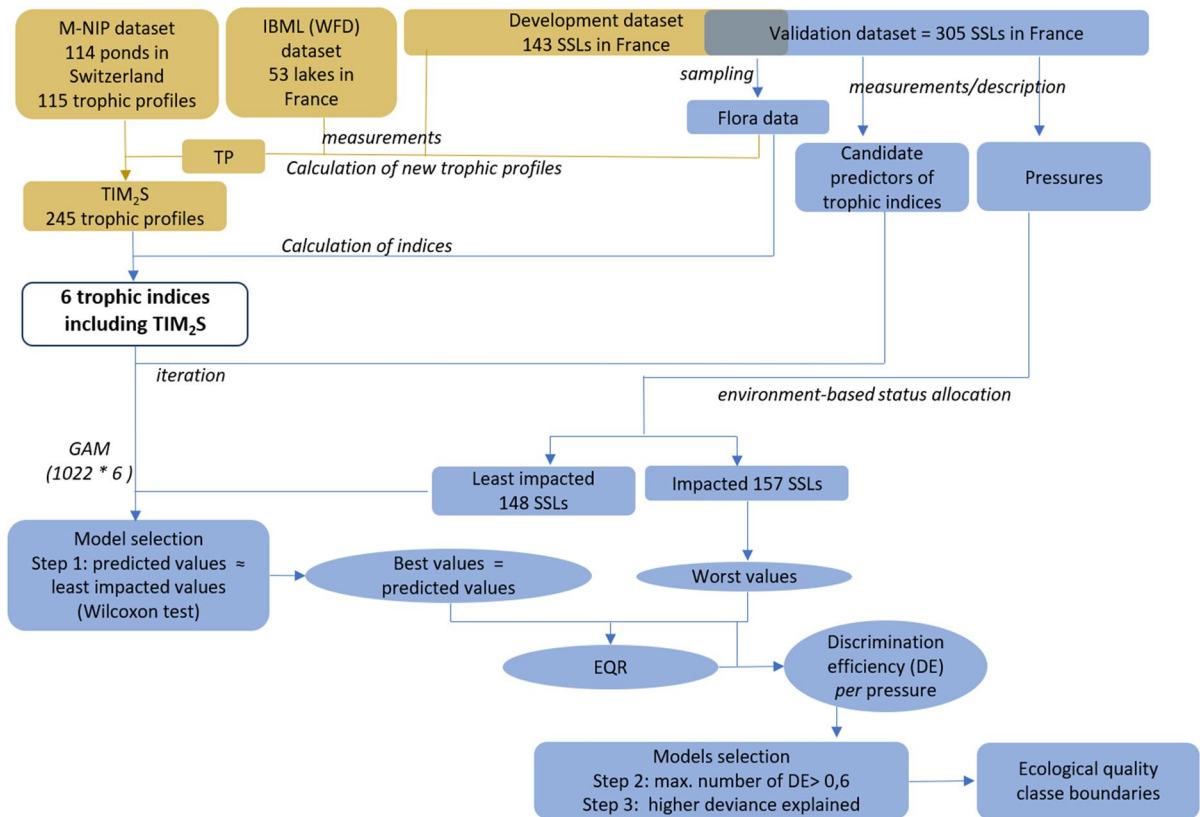 M-NIP dataset
114 ponds in
Switzerland
115 trophic profiles
IBML (WFD)
dataset
53 lakes in
France
Development dataset
143 SSLs in France
Validation dataset = 305 SSLs in France
sampling
measurements/description
Flora data
measurements
TP
Calculation of new trophic profiles
Candidate
predictors of
trophic indices
Pressures
TIM₂S
245 trophic profiles
Calculation of indices
6 trophic indices
including TIM₂S
iteration
environment-based status allocation
GAM
(1022 * 6 )
Least impacted
148 SSLs
Impacted 157 SSLs
Model selection
Step 1: predicted values ≈
least impacted values
(Wilcoxon test)
Best values =
predicted values
Worst values
EQR
Discrimination
efficiency (DE)
per pressure
Models selection
Step 2: max. number of DE> 0,6
Step 3: higher deviance explained
Ecological quality
classe boundaries